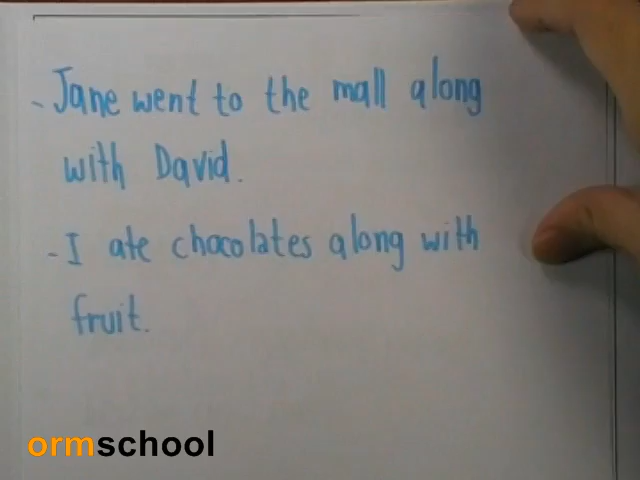 - Jane went to the mall along
with David.
- I ate chocolates along with
fruit.
ormschool